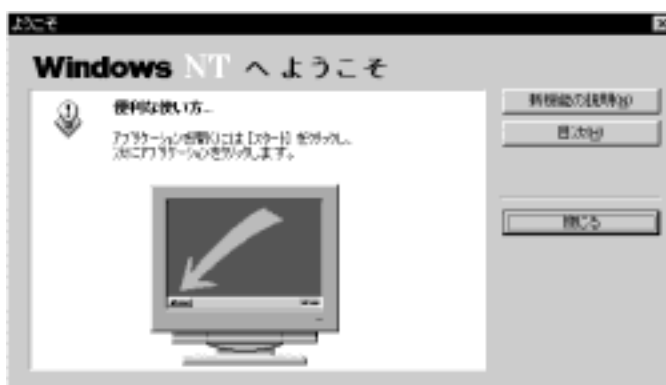 ようこそ
Windows NT へようこそ
便利な使い方...
アプリケーションを開くには [スタート] をクリックし、
次にアプリケーションをクリックします。
新機能の説明(N)
目次(H)
閉じる